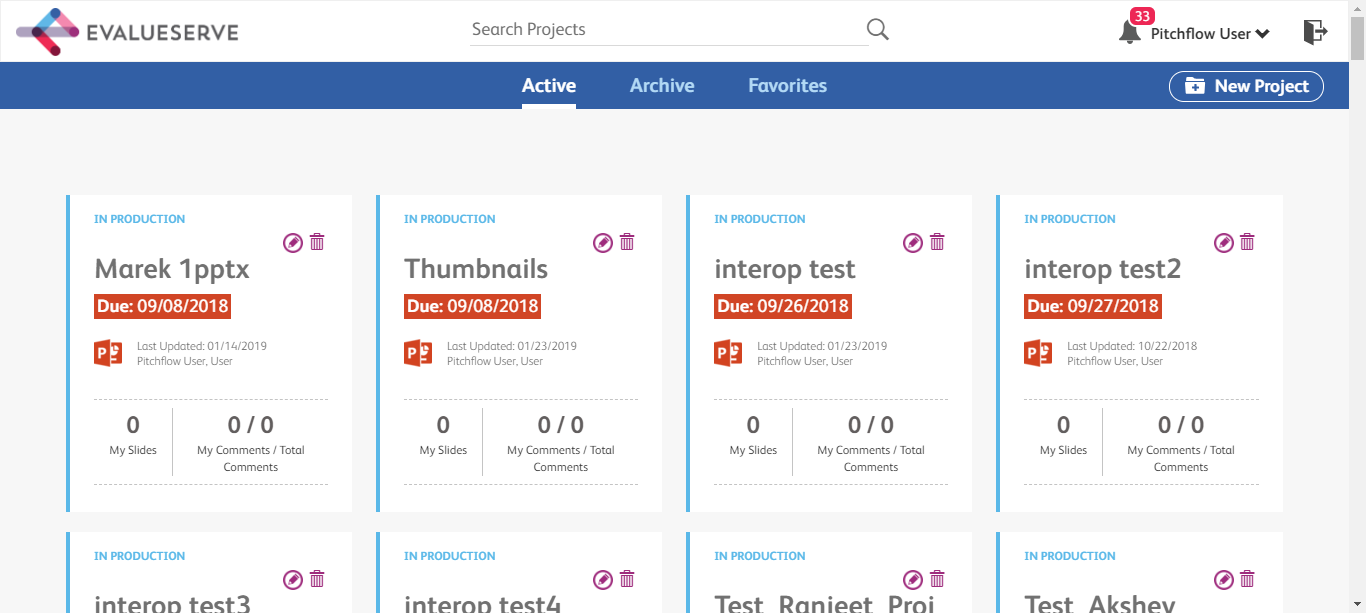 EVALUESERVE
Search Projects
33
Pitchflow User
Active
Archive
Favorites
New Project
IN PRODUCTION
Marek 1pptx
Due: 09/08/2018
P
Last Updated: 01/14/2019
Pitchflow User, User
0
My Slides
0 / 0
My Comments / Total
Comments
IN PRODUCTION
Thumbnails
Due: 09/08/2018
P
Last Updated: 01/23/2019
Pitchflow User, User
0
My Slides
0 / 0
My Comments / Total
Comments
IN PRODUCTION
interop test
Due: 09/26/2018
P
Last Updated: 01/23/2019
Pitchflow User, User
0
My Slides
0 / 0
My Comments / Total
Comments
IN PRODUCTION
interop test2
Due: 09/27/2018
P
Last Updated: 10/22/2018
Pitchflow User, User
0
My Slides
0 / 0
My Comments / Total
Comments
IN PRODUCTION
interop test3
IN PRODUCTION
interop test4
IN PRODUCTION
Test_Ranjeet_Proj
IN PRODUCTION
Test_Akshey